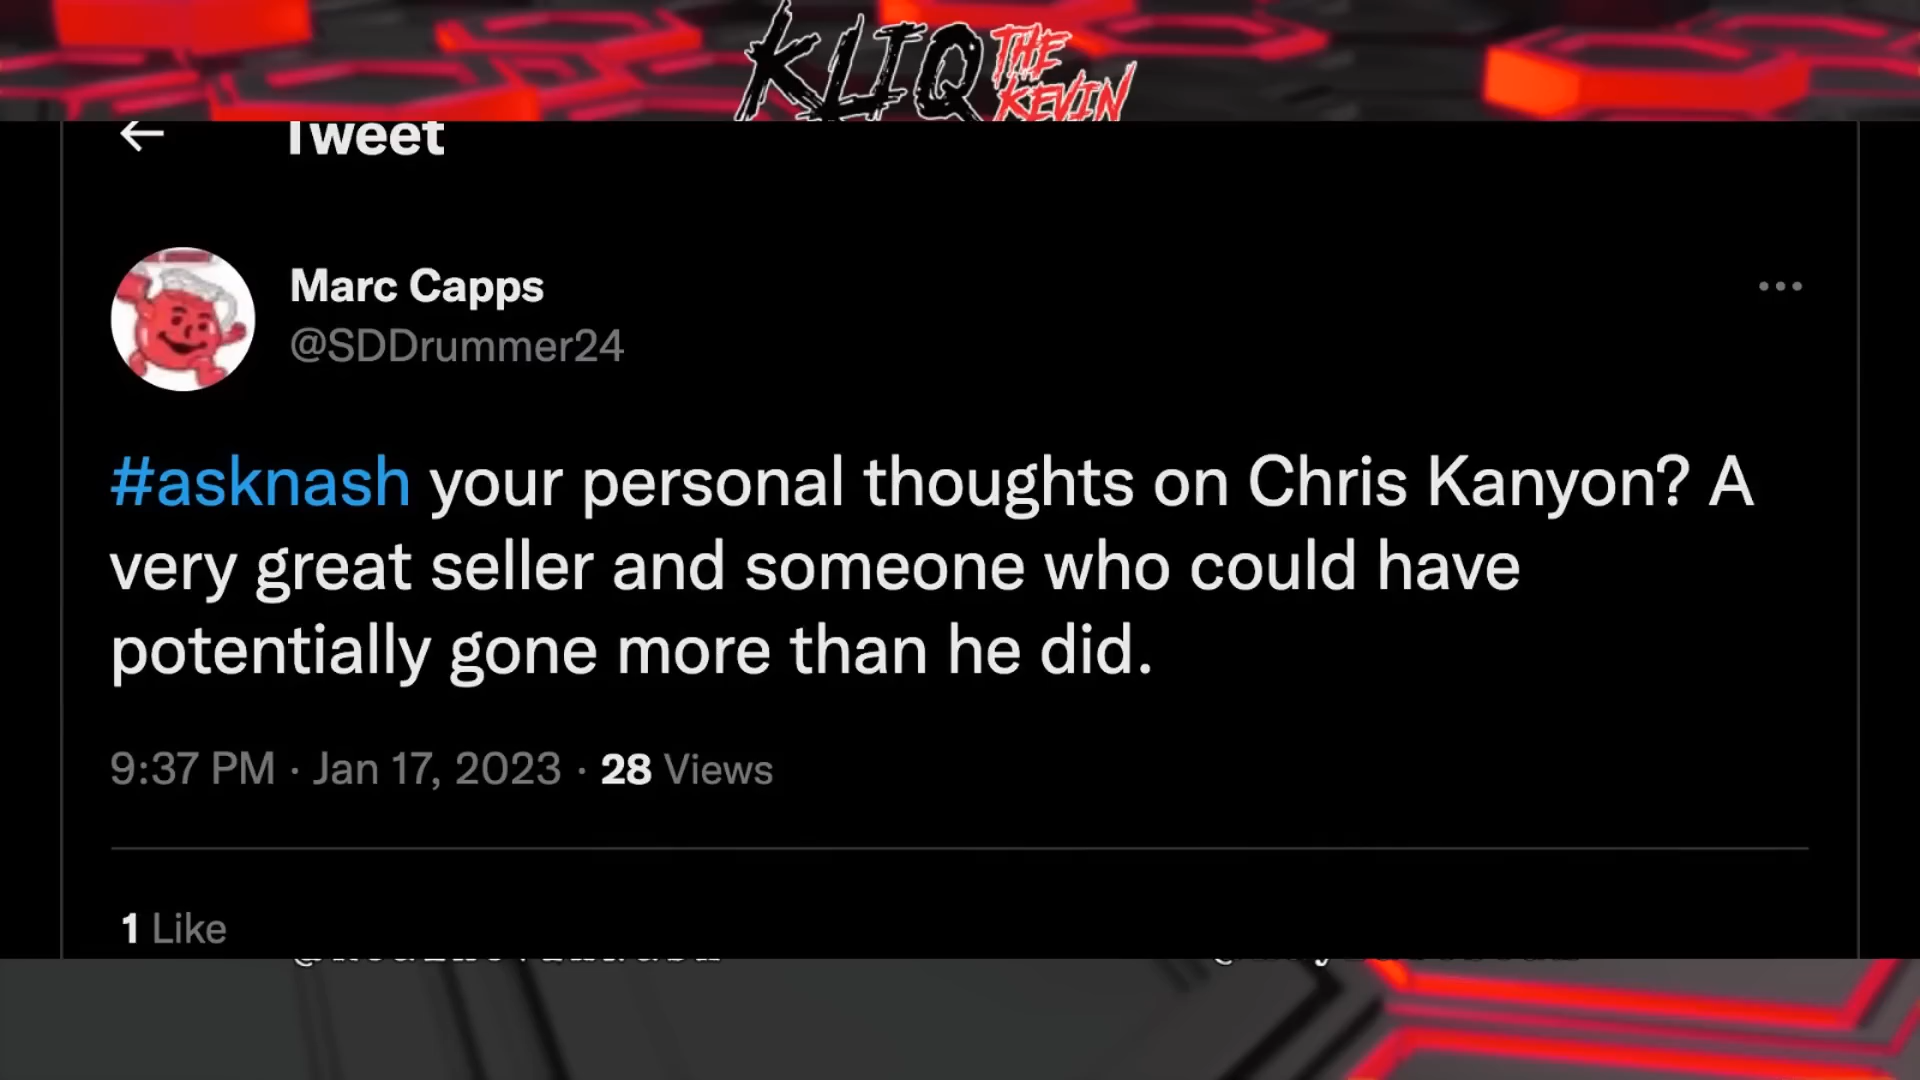 KLIQ THE KEVIN
Tweet
Marc Capps
@SDDrummer24
#asknash your personal thoughts on Chris Kanyon? A
very great seller and someone who could have
potentially gone more than he did.
9:37 PM · Jan 17, 2023 · 28 Views
1 Like